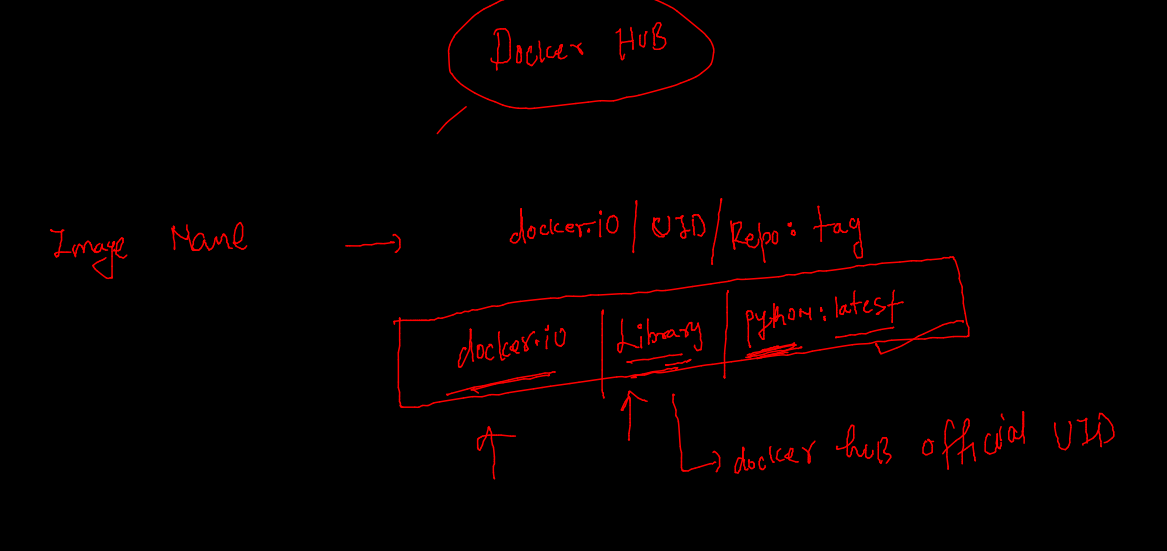 Docker HUB
Image Name → docker.io / UID / Repo : tag
docker.io / Library / python : latest
docker hub official UID